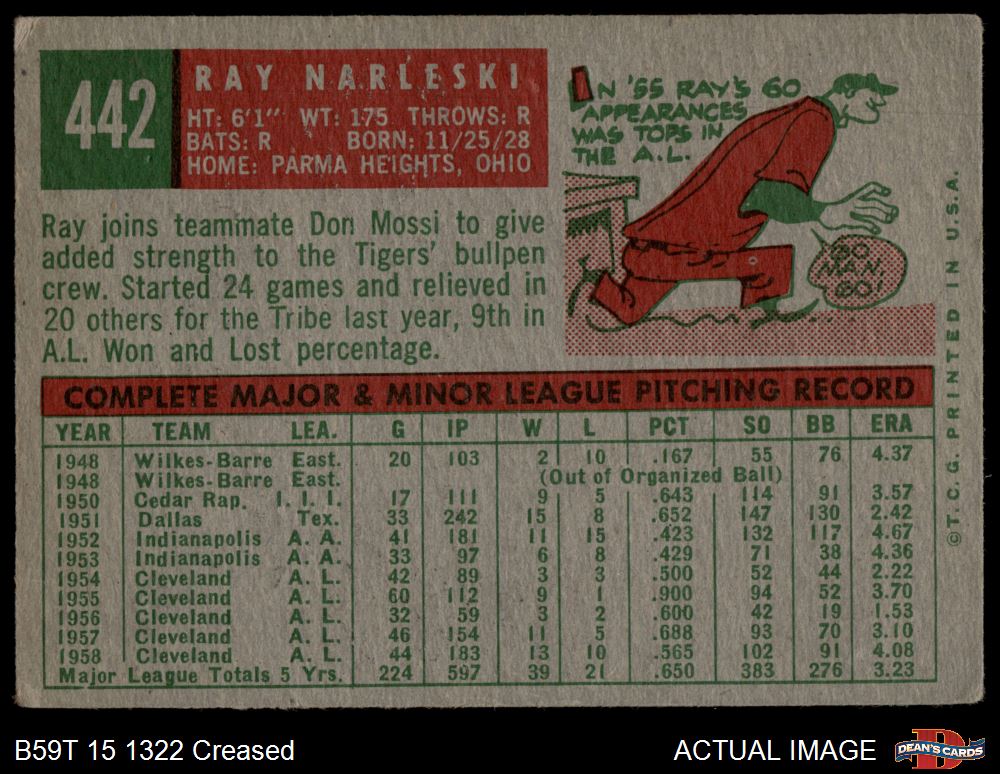 442
RAY NARLESKI
HT: 6'1" WT: 175 THROWS: R
BATS: R BORN: 11/25/28
HOME: PARMA HEIGHTS, OHIO
IN '55 RAY'S 60
APPEARANCES
WAS TOPS IN
THE A.L.
GO,
MAN,
GO!
Ray joins teammate Don Mossi to give
added strength to the Tigers' bullpen
crew. Started 24 games and relieved in
20 others for the Tribe last year, 9th in
A.L. Won and Lost percentage.
COMPLETE MAJOR & MINOR LEAGUE PITCHING RECORD
YEAR TEAM LEA. G IP W L PCT SO BB ERA
1948 Wilkes-Barre East. 20 103 2 10 .167 55 76 4.37
1948 Wilkes-Barre East. (Out of Organized Ball)
1950 Cedar Rap. I. I. I. 17 111 9 5 .643 114 91 3.57
1951 Dallas Tex. 33 242 15 8 .652 147 130 2.42
1952 Indianapolis A. A. 41 181 11 15 .423 132 117 4.67
1953 Indianapolis A. A. 33 97 6 8 .429 71 38 4.36
1954 Cleveland A. L. 42 89 3 3 .500 52 44 2.22
1955 Cleveland A. L. 60 112 9 1 .900 94 52 3.70
1956 Cleveland A. L. 32 59 3 2 .600 42 19 1.53
1957 Cleveland A. L. 46 154 11 5 .688 93 70 3.10
1958 Cleveland A. L. 44 183 13 10 .565 102 91 4.08
Major League Totals 5 Yrs. 224 597 39 21 .650 383 276 3.23
©T. C. G. PRINTED IN U.S.A.
B59T 15 1322 Creased
ACTUAL IMAGE
DEAN'S CARDS